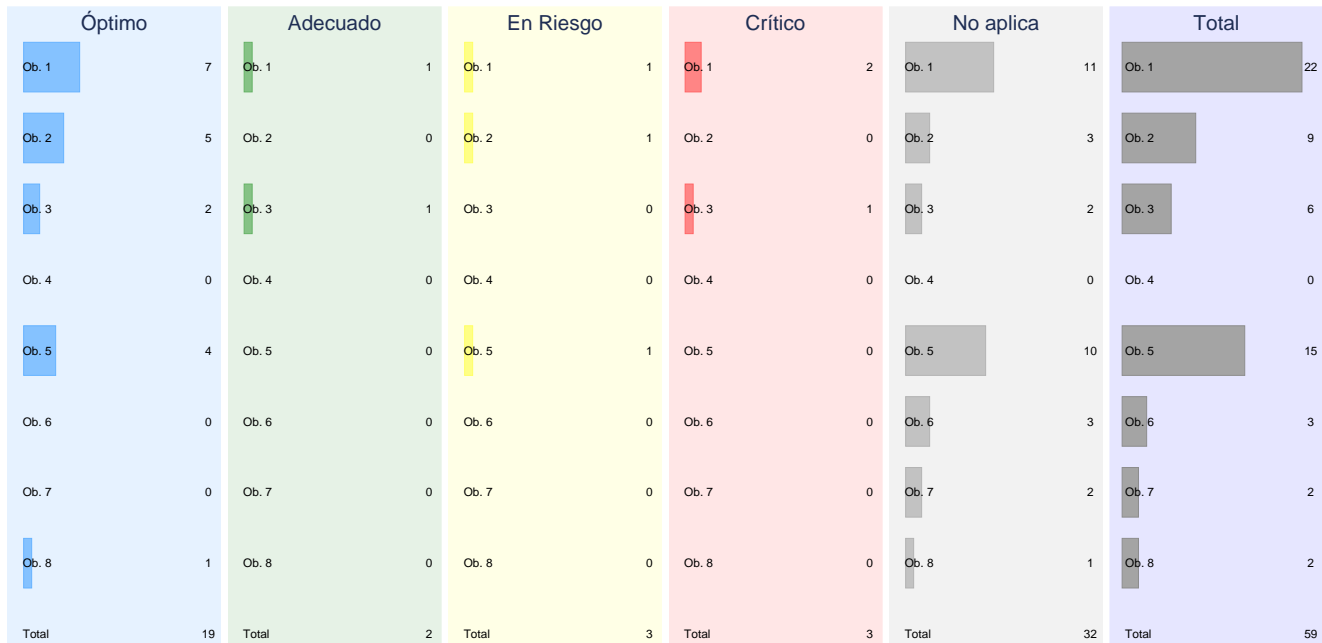 Óptimo Adecuado En Riesgo Crítico No aplica Total
Ob. 1 7 Ob. 1 1 Ob. 1 1 Ob. 1 2 Ob. 1 11 Ob. 1 22
Ob. 2 5 Ob. 2 0 Ob. 2 1 Ob. 2 0 Ob. 2 3 Ob. 2 9
Ob. 3 2 Ob. 3 1 Ob. 3 0 Ob. 3 1 Ob. 3 2 Ob. 3 6
Ob. 4 0 Ob. 4 0 Ob. 4 0 Ob. 4 0 Ob. 4 0 Ob. 4 0
Ob. 5 4 Ob. 5 0 Ob. 5 1 Ob. 5 0 Ob. 5 10 Ob. 5 15
Ob. 6 0 Ob. 6 0 Ob. 6 0 Ob. 6 0 Ob. 6 3 Ob. 6 3
Ob. 7 0 Ob. 7 0 Ob. 7 0 Ob. 7 0 Ob. 7 2 Ob. 7 2
Ob. 8 1 Ob. 8 0 Ob. 8 0 Ob. 8 0 Ob. 8 1 Ob. 8 2
Total 19 Total 2 Total 3 Total 3 Total 32 Total 59